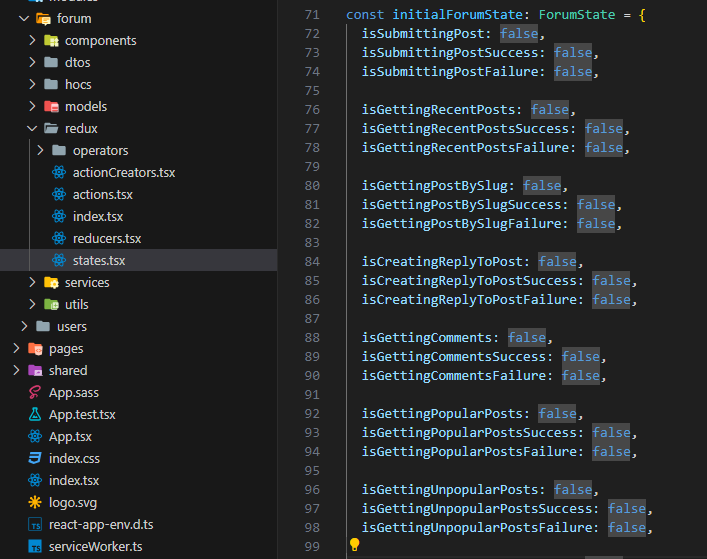 forum
components
dtos
hocs
models
redux
operators
actionCreators.tsx
actions.tsx
index.tsx
reducers.tsx
states.tsx
services
utils
users
pages
shared
App.sass
App.test.tsx
App.tsx
index.css
index.tsx
logo.svg
TS react-app-env.d.ts
TS serviceWorker.ts
71 const initialForumState: ForumState = {
72 isSubmittingPost: false,
73 isSubmittingPostSuccess: false,
74 isSubmittingPostFailure: false,
75
76 isGettingRecentPosts: false,
77 isGettingRecentPostsSuccess: false,
78 isGettingRecentPostsFailure: false,
79
80 isGettingPostBySlug: false,
81 isGettingPostBySlugSuccess: false,
82 isGettingPostBySlugFailure: false,
83
84 isCreatingReplyToPost: false,
85 isCreatingReplyToPostSuccess: false,
86 isCreatingReplyToPostFailure: false,
87
88 isGettingComments: false,
89 isGettingCommentsSuccess: false,
90 isGettingCommentsFailure: false,
91
92 isGettingPopularPosts: false,
93 isGettingPopularPostsSuccess: false,
94 isGettingPopularPostsFailure: false,
95
96 isGettingUnpopularPosts: false,
97 isGettingUnpopularPostsSuccess: false,
98 isGettingUnpopularPostsFailure: false,
99